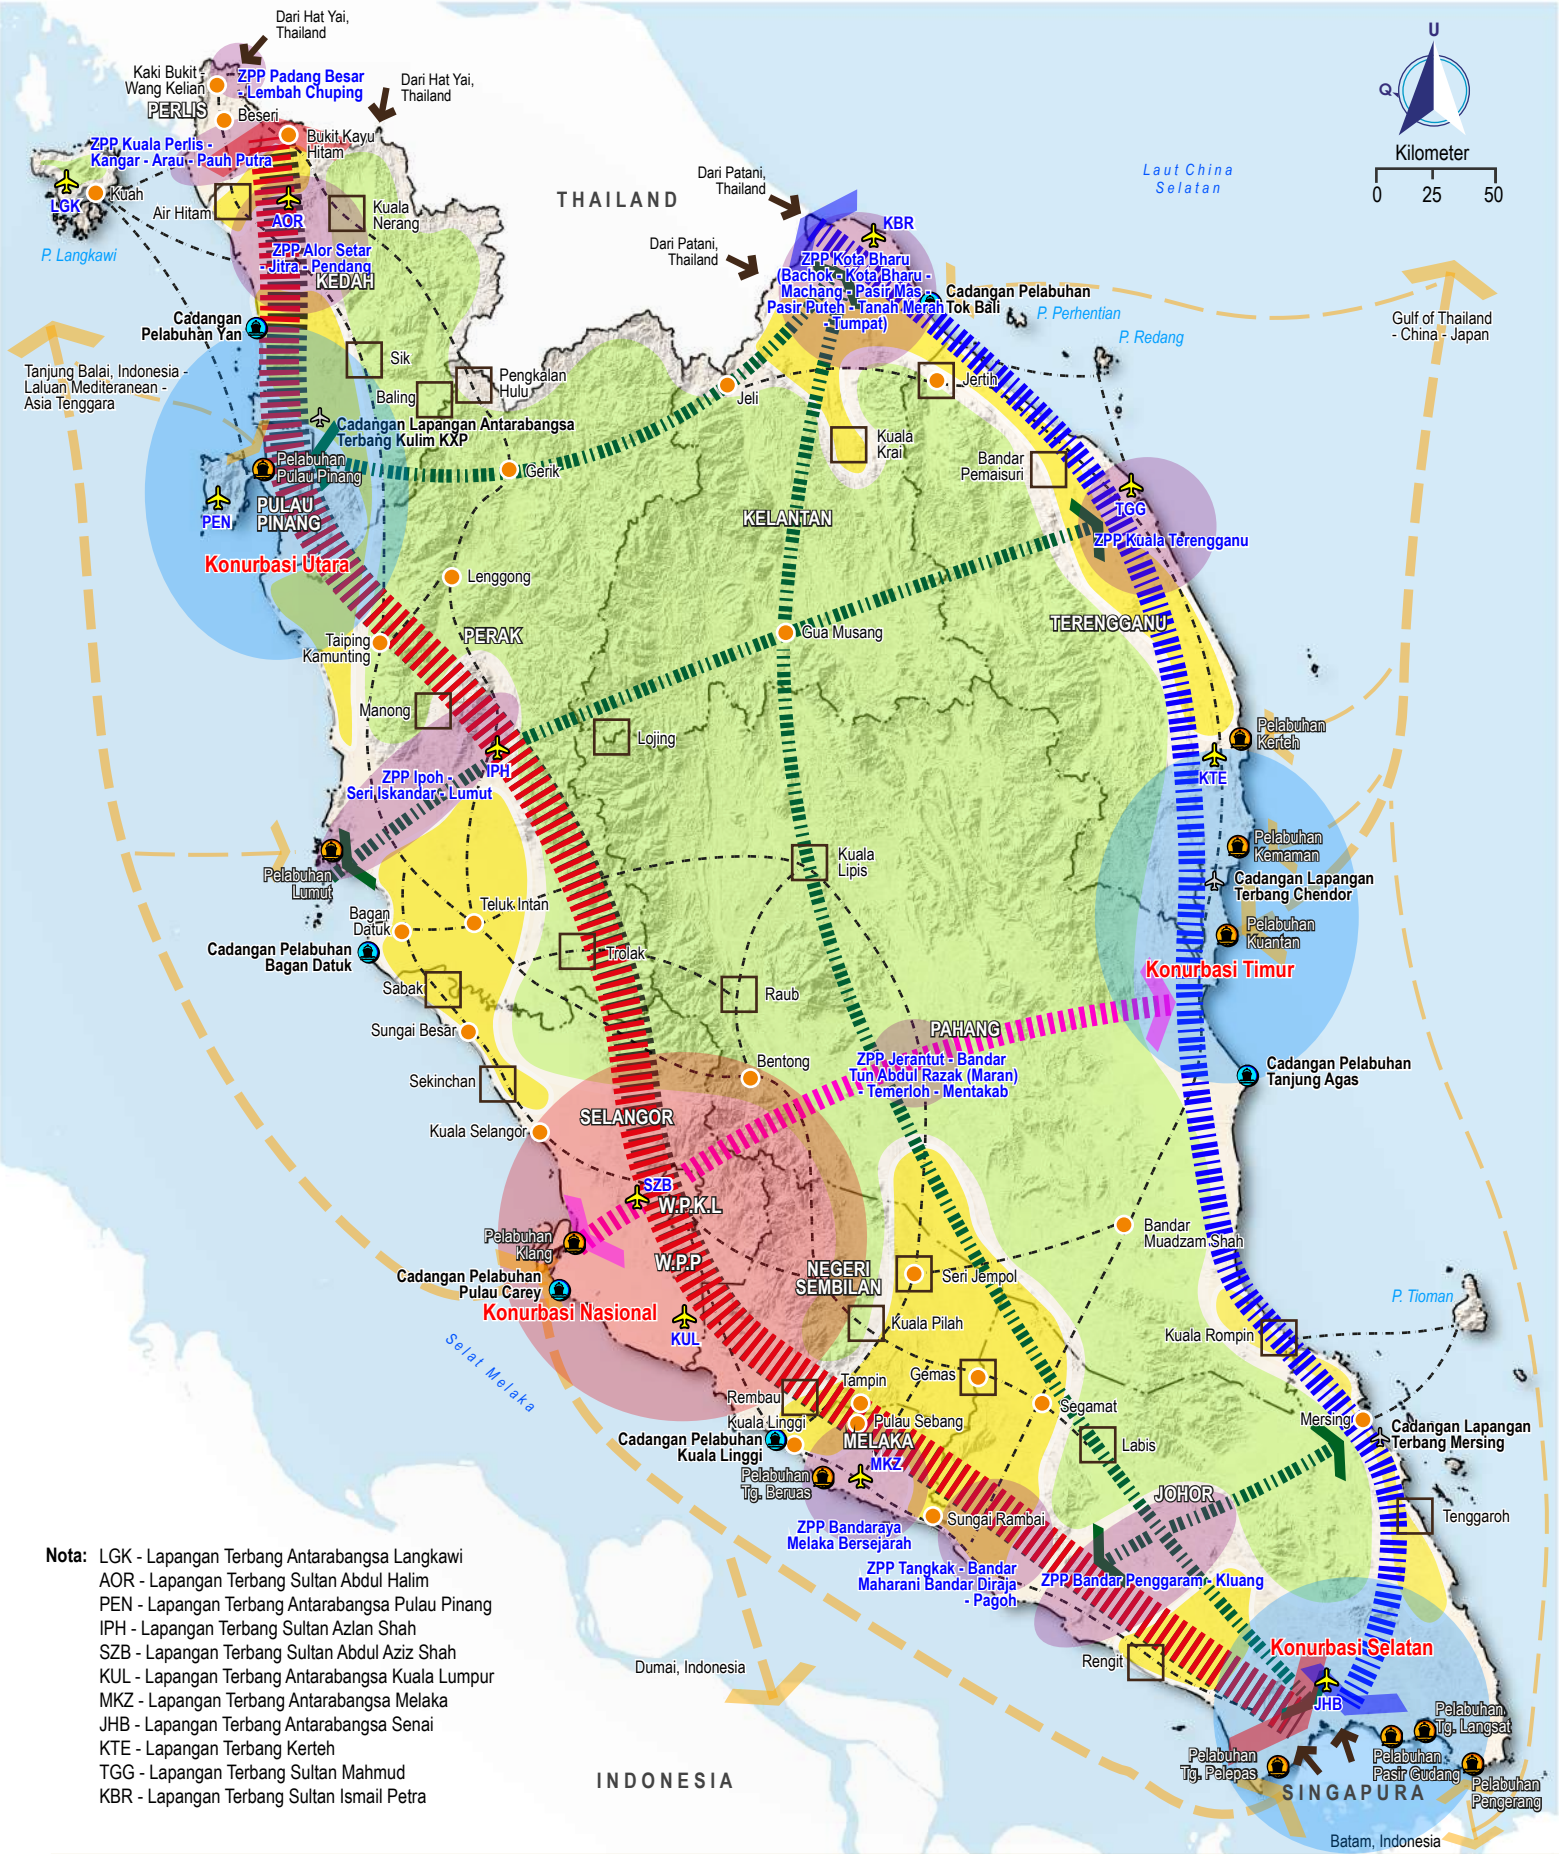 Dari Hat Yai,
Thailand
U
Q
Kilometer
0 25 50
Kaki Bukit -
Wang Kelian
ZPP Padang Besar
- Lembah Chuping
Dari Hat Yai,
Thailand
PERLIS
Beseri
Bukit Kayu
Hitam
ZPP Kuala Perlis -
Kangar - Arau - Pauh Putra
LGK
Kuah
Air Hitam
AOR
Kuala
Nerang
P. Langkawi
ZPP Alor Setar
- Jitra - Pendang
KEDAH
THAILAND
Dari Patani,
Thailand
Laut China
Selatan
Dari Patani,
Thailand
KBR
ZPP Kota Bharu
(Bachok - Kota Bharu -
Machang - Pasir Mas -
Pasir Puteh - Tanah Merah
- Tumpat)
Cadangan Pelabuhan
Tok Bali
P. Perhentian
P. Redang
Gulf of Thailand
- China - Japan
Cadangan
Pelabuhan Yan
Tanjung Balai, Indonesia -
Laluan Mediteranean -
Asia Tenggara
Sik
Baling
Pengkalan
Hulu
Jeli
Jertih
Cadangan Lapangan Antarabangsa
Terbang Kulim KXP
Kuala
Krai
Bandar
Pemaisuri
Pelabuhan
Pulau Pinang
Gerik
PEN
PULAU
PINANG
KELANTAN
TGG
ZPP Kuala Terengganu
Konurbasi Utara
Lenggong
TERENGGANU
Taiping
Kamunting
PERAK
Gua Musang
Manong
Lojing
Pelabuhan
Kerteh
IPH
ZPP Ipoh -
Seri Iskandar - Lumut
KTE
Pelabuhan
Lumut
Kuala
Lipis
Pelabuhan
Kemaman
Cadangan Lapangan
Terbang Chendor
Bagan
Datuk
Teluk Intan
Pelabuhan
Kuantan
Cadangan Pelabuhan
Bagan Datuk
Trolak
Konurbasi Timur
Sabak
Raub
Sungai Besar
PAHANG
Bentong
ZPP Jerantut - Bandar
Tun Abdul Razak (Maran)
- Temerloh - Mentakab
Cadangan Pelabuhan
Tanjung Agas
Sekinchan
SELANGOR
Kuala Selangor
SZB
W.P.K.L
Bandar
Muadzam Shah
Pelabuhan
Klang
W.P.P
NEGERI
SEMBILAN
Seri Jempol
Cadangan Pelabuhan
Pulau Carey
Konurbasi Nasional
P. Tioman
KUL
Kuala Pilah
Kuala Rompin
Selat Melaka
Gemas
Tampin
Rembau
Segamat
Kuala Linggi
Pulau Sebang
Mersing
Cadangan Pelabuhan
Kuala Linggi
MELAKA
Labis
Cadangan Lapangan
Terbang Mersing
MKZ
Pelabuhan
Tg. Beruas
JOHOR
Tenggaroh
Sungai Rambai
ZPP Bandaraya
Melaka Bersejarah
ZPP Tangkak - Bandar
Maharani Bandar Diraja
- Pagoh
ZPP Bandar Penggaram - Kluang
Rengit
Konurbasi Selatan
Dumai, Indonesia
JHB
Pelabuhan
Tg. Langsat
Pelabuhan
Tg. Pelepas
Pelabuhan
Pasir Gudang
Pelabuhan
Pengerang
INDONESIA
SINGAPURA
Batam, Indonesia
Nota: LGK - Lapangan Terbang Antarabangsa Langkawi
AOR - Lapangan Terbang Sultan Abdul Halim
PEN - Lapangan Terbang Antarabangsa Pulau Pinang
IPH - Lapangan Terbang Sultan Azlan Shah
SZB - Lapangan Terbang Sultan Abdul Aziz Shah
KUL - Lapangan Terbang Antarabangsa Kuala Lumpur
MKZ - Lapangan Terbang Antarabangsa Melaka
JHB - Lapangan Terbang Antarabangsa Senai
KTE - Lapangan Terbang Kerteh
TGG - Lapangan Terbang Sultan Mahmud
KBR - Lapangan Terbang Sultan Ismail Petra